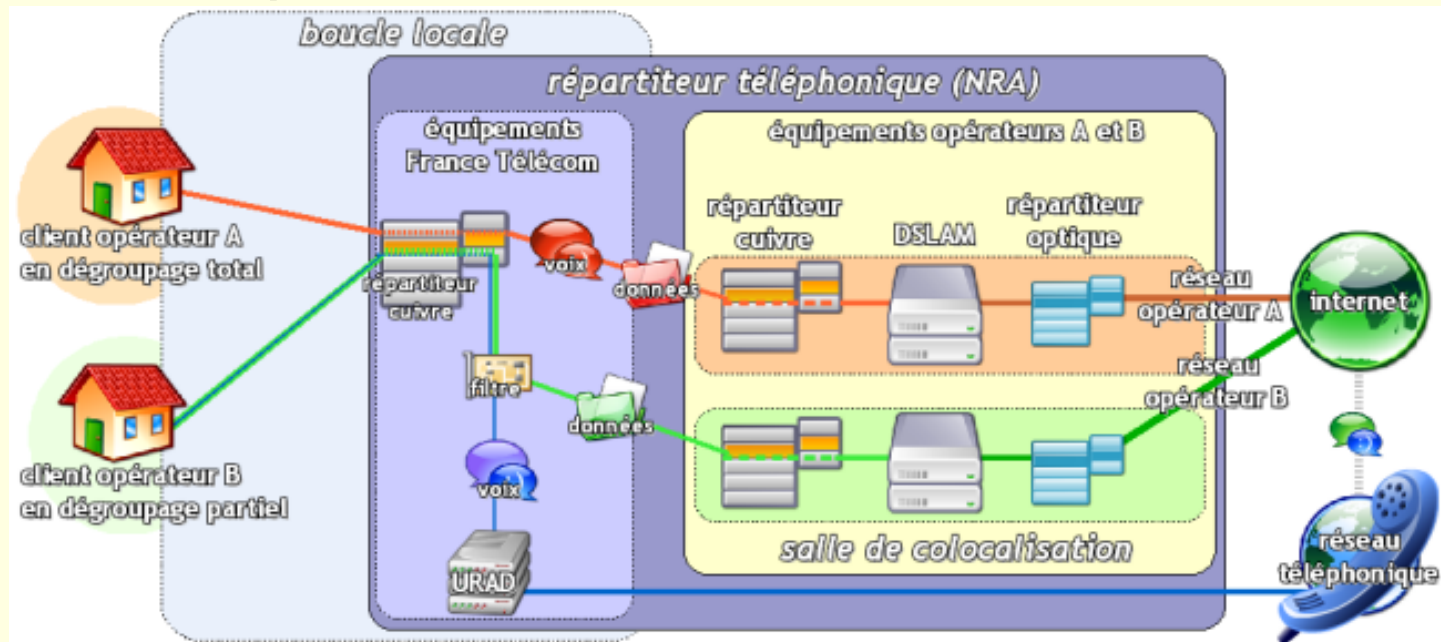 boucle locale
répartiteur téléphonique (NRA)
équipements
France Télécom
équipements opérateurs A et B
répartiteur
cuivre
DSLAM
répartiteur
optique
client opérateur A
en dégroupage total
répartiteur
cuivre
voix
données
réseau
opérateur A
internet
filtre
données
réseau
opérateur B
client opérateur B
en dégroupage partiel
voix
URAD
salle de colocalisation
réseau
téléphonique